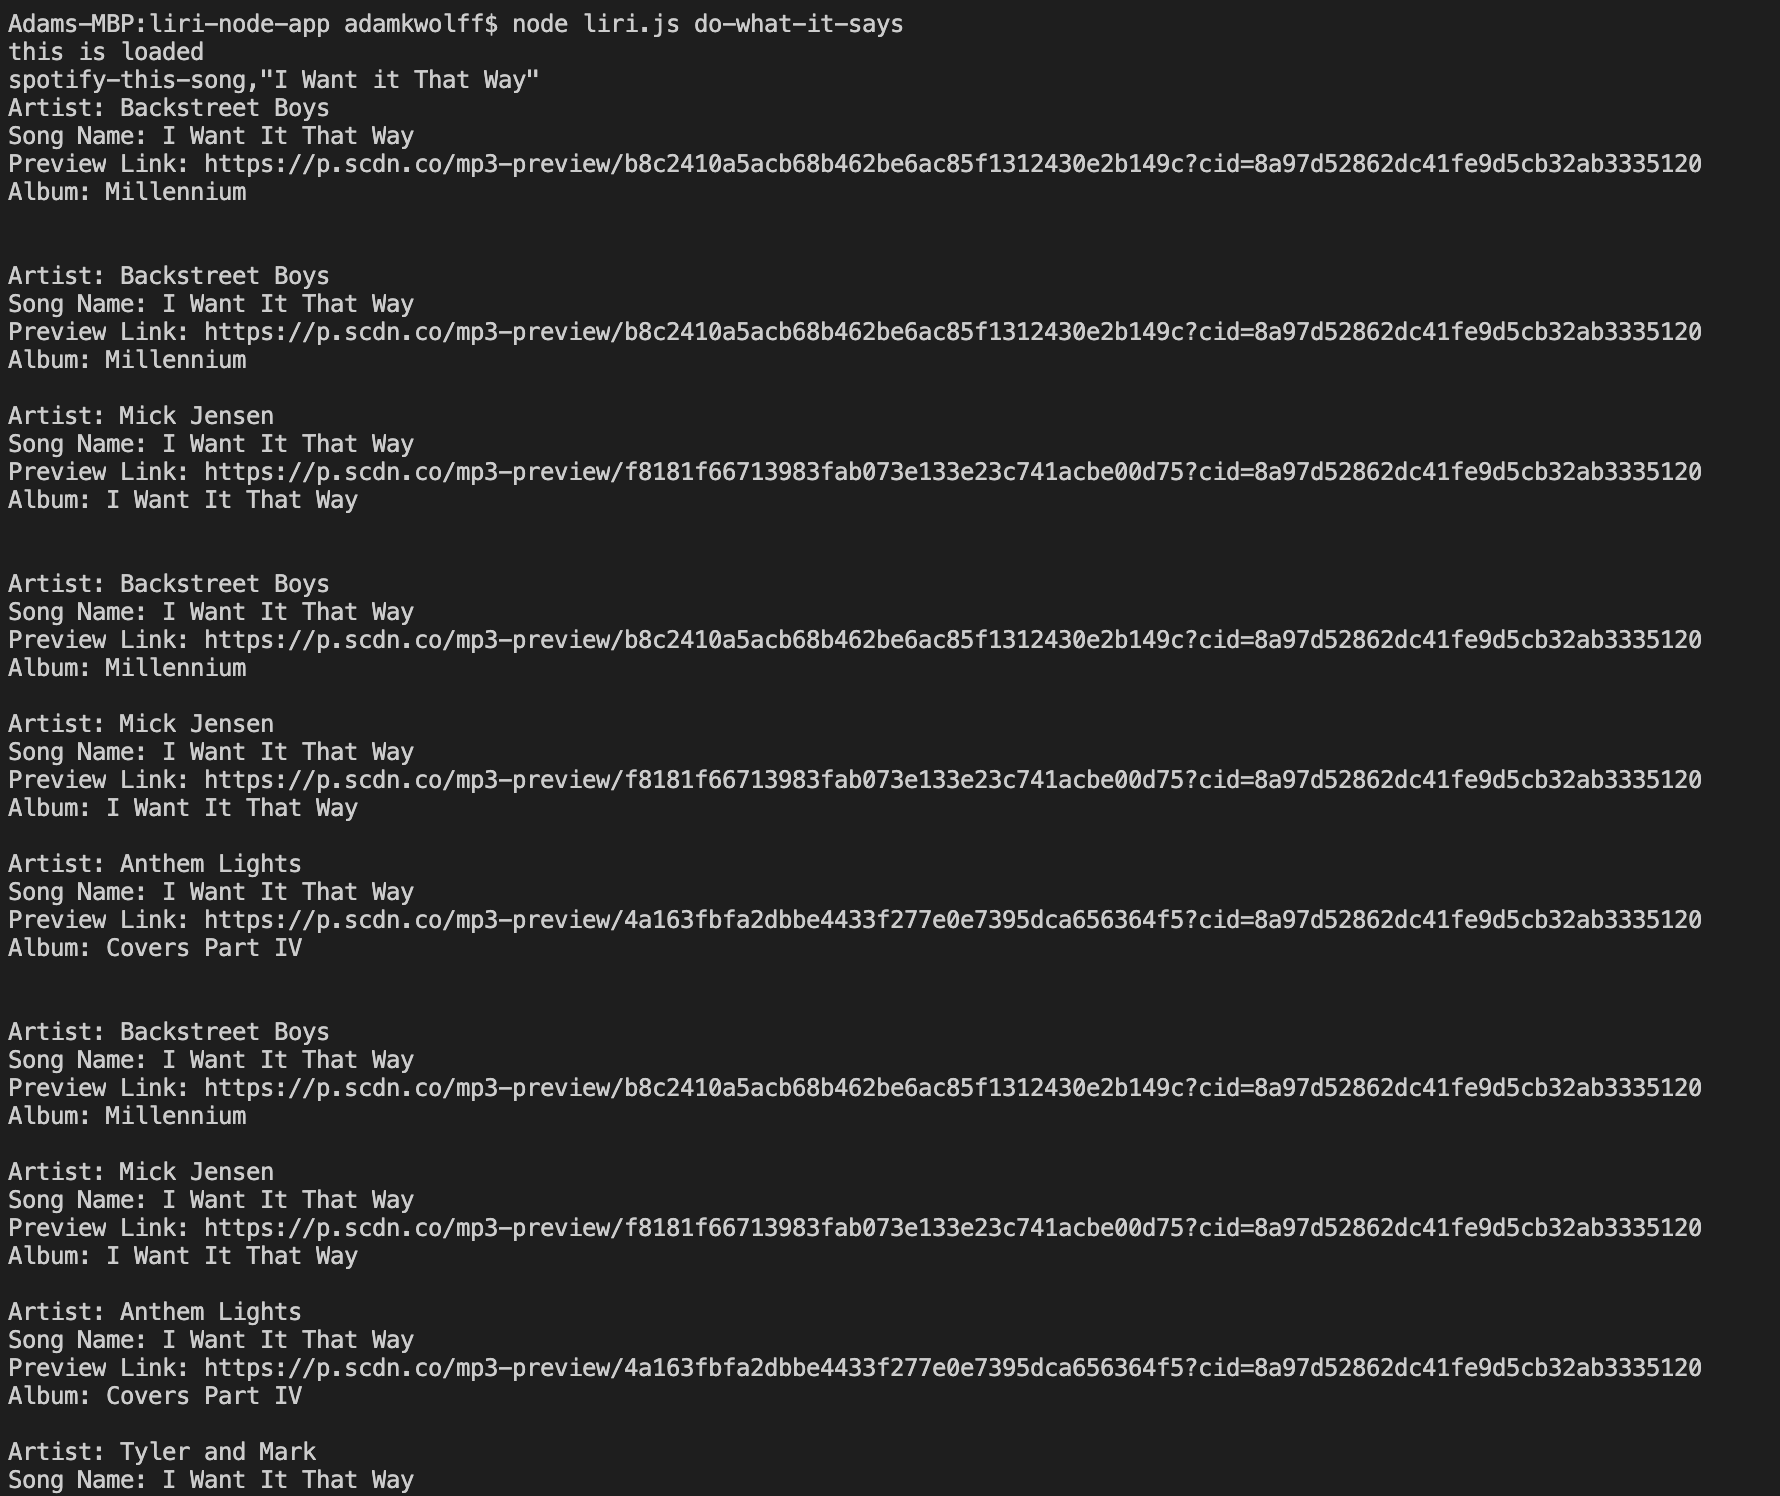 Adams-MBP:liri-node-app adamkwolff$ node liri.js do-what-it-says
this is loaded
spotify-this-song,"I Want it That Way"
Artist: Backstreet Boys
Song Name: I Want It That Way
Preview Link: https://p.scdn.co/mp3-preview/b8c2410a5acb68b462be6ac85f1312430e2b149c?cid=8a97d52862dc41fe9d5cb32ab3335120
Album: Millennium
Artist: Backstreet Boys
Song Name: I Want It That Way
Preview Link: https://p.scdn.co/mp3-preview/b8c2410a5acb68b462be6ac85f1312430e2b149c?cid=8a97d52862dc41fe9d5cb32ab3335120
Album: Millennium
Artist: Mick Jensen
Song Name: I Want It That Way
Preview Link: https://p.scdn.co/mp3-preview/f8181f66713983fab073e133e23c741acbe00d75?cid=8a97d52862dc41fe9d5cb32ab3335120
Album: I Want It That Way
Artist: Backstreet Boys
Song Name: I Want It That Way
Preview Link: https://p.scdn.co/mp3-preview/b8c2410a5acb68b462be6ac85f1312430e2b149c?cid=8a97d52862dc41fe9d5cb32ab3335120
Album: Millennium
Artist: Mick Jensen
Song Name: I Want It That Way
Preview Link: https://p.scdn.co/mp3-preview/f8181f66713983fab073e133e23c741acbe00d75?cid=8a97d52862dc41fe9d5cb32ab3335120
Album: I Want It That Way
Artist: Anthem Lights
Song Name: I Want It That Way
Preview Link: https://p.scdn.co/mp3-preview/4a163fbfa2dbbe4433f277e0e7395dca656364f5?cid=8a97d52862dc41fe9d5cb32ab3335120
Album: Covers Part IV
Artist: Backstreet Boys
Song Name: I Want It That Way
Preview Link: https://p.scdn.co/mp3-preview/b8c2410a5acb68b462be6ac85f1312430e2b149c?cid=8a97d52862dc41fe9d5cb32ab3335120
Album: Millennium
Artist: Mick Jensen
Song Name: I Want It That Way
Preview Link: https://p.scdn.co/mp3-preview/f8181f66713983fab073e133e23c741acbe00d75?cid=8a97d52862dc41fe9d5cb32ab3335120
Album: I Want It That Way
Artist: Anthem Lights
Song Name: I Want It That Way
Preview Link: https://p.scdn.co/mp3-preview/4a163fbfa2dbbe4433f277e0e7395dca656364f5?cid=8a97d52862dc41fe9d5cb32ab3335120
Album: Covers Part IV
Artist: Tyler and Mark
Song Name: I Want It That Way